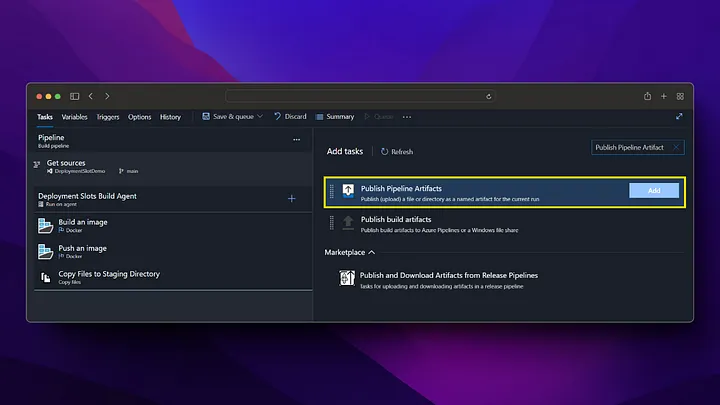 Tasks Variables Triggers Options History Save & queue Discard Summary Queue
Pipeline
Build pipeline
Get sources
DeploymentSlotDemo main
Deployment Slots Build Agent
Run on agent
Build an image
Docker
Push an image
Docker
Copy Files to Staging Directory
Copy files
Add tasks Refresh Publish Pipeline Artifact
Publish Pipeline Artifacts
Publish (upload) a file or directory as a named artifact for the current run
Add
Publish build artifacts
Publish build artifacts to Azure Pipelines or a Windows file share
Marketplace
Publish and Download Artifacts from Release Pipelines
Tasks for uploading and downloading artifacts in a release pipeline